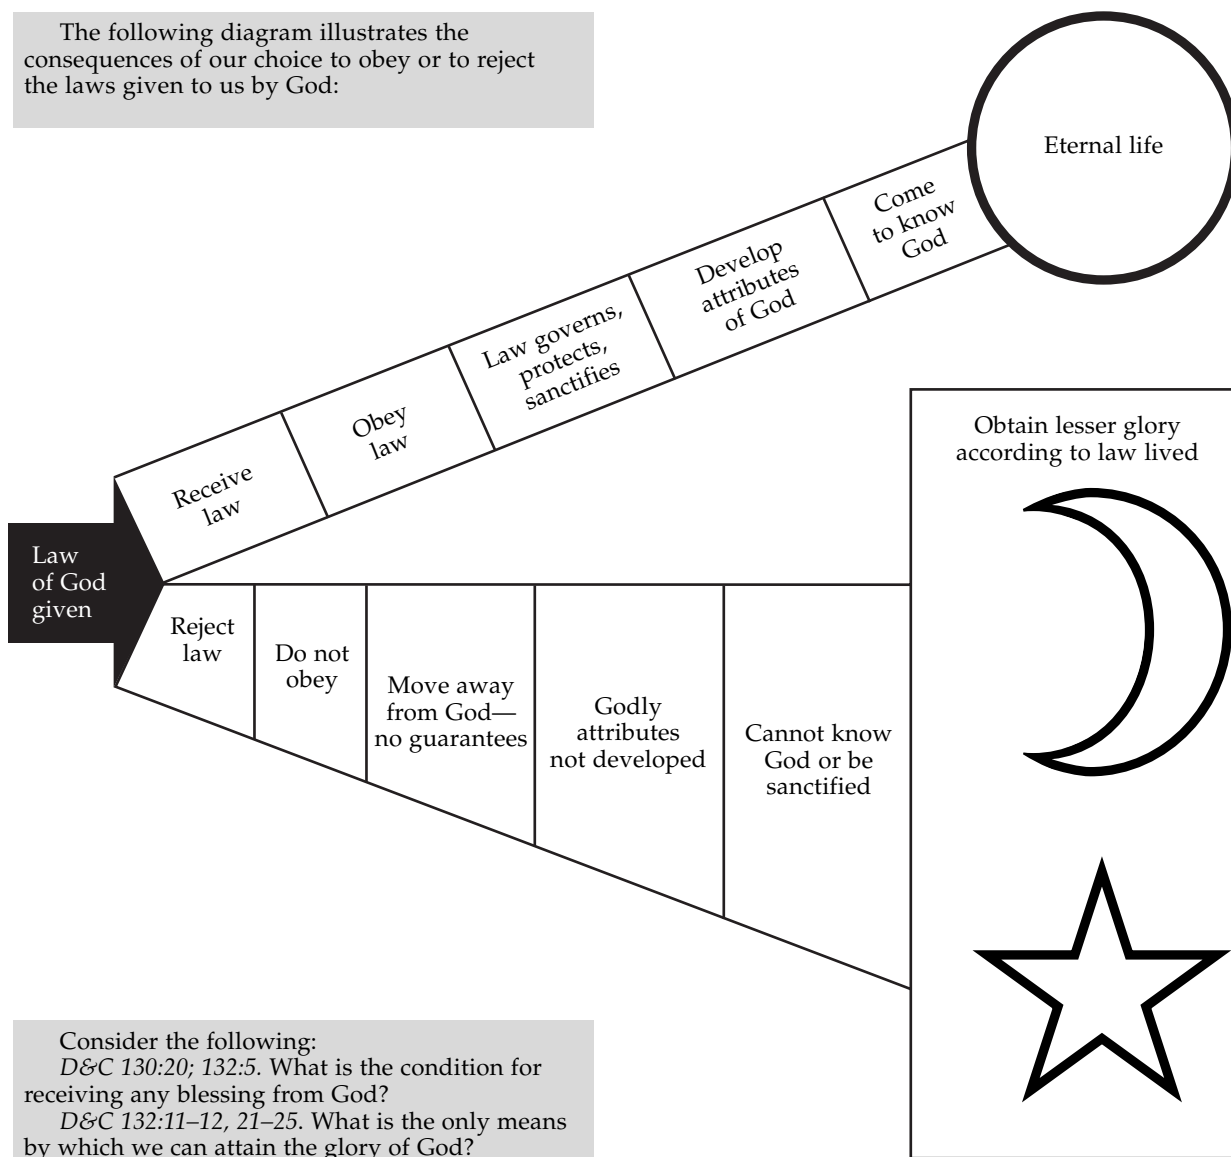 The following diagram illustrates the
consequences of our choice to obey or to reject
the laws given to us by God:
Eternal life
Come
to know
God
Develop
attributes
of God
Law governs,
protects,
sanctifies
Obey
law
Receive
law
Law
of God
given
Reject
law
Do not
obey
Move away
from God—
no guarantees
Godly
attributes
not developed
Cannot know
God or be
sanctified
Obtain lesser glory
according to law lived
Consider the following:
D&C 130:20; 132:5. What is the condition for
receiving any blessing from God?
D&C 132:11–12, 21–25. What is the only means
by which we can attain the glory of God?